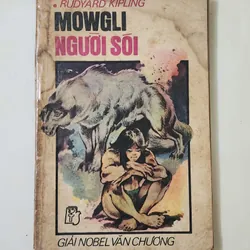 RUDYARD KIPLING
MOWGLI
NGƯỜI SÓI
GIẢI NOBEL VĂN CHƯƠNG